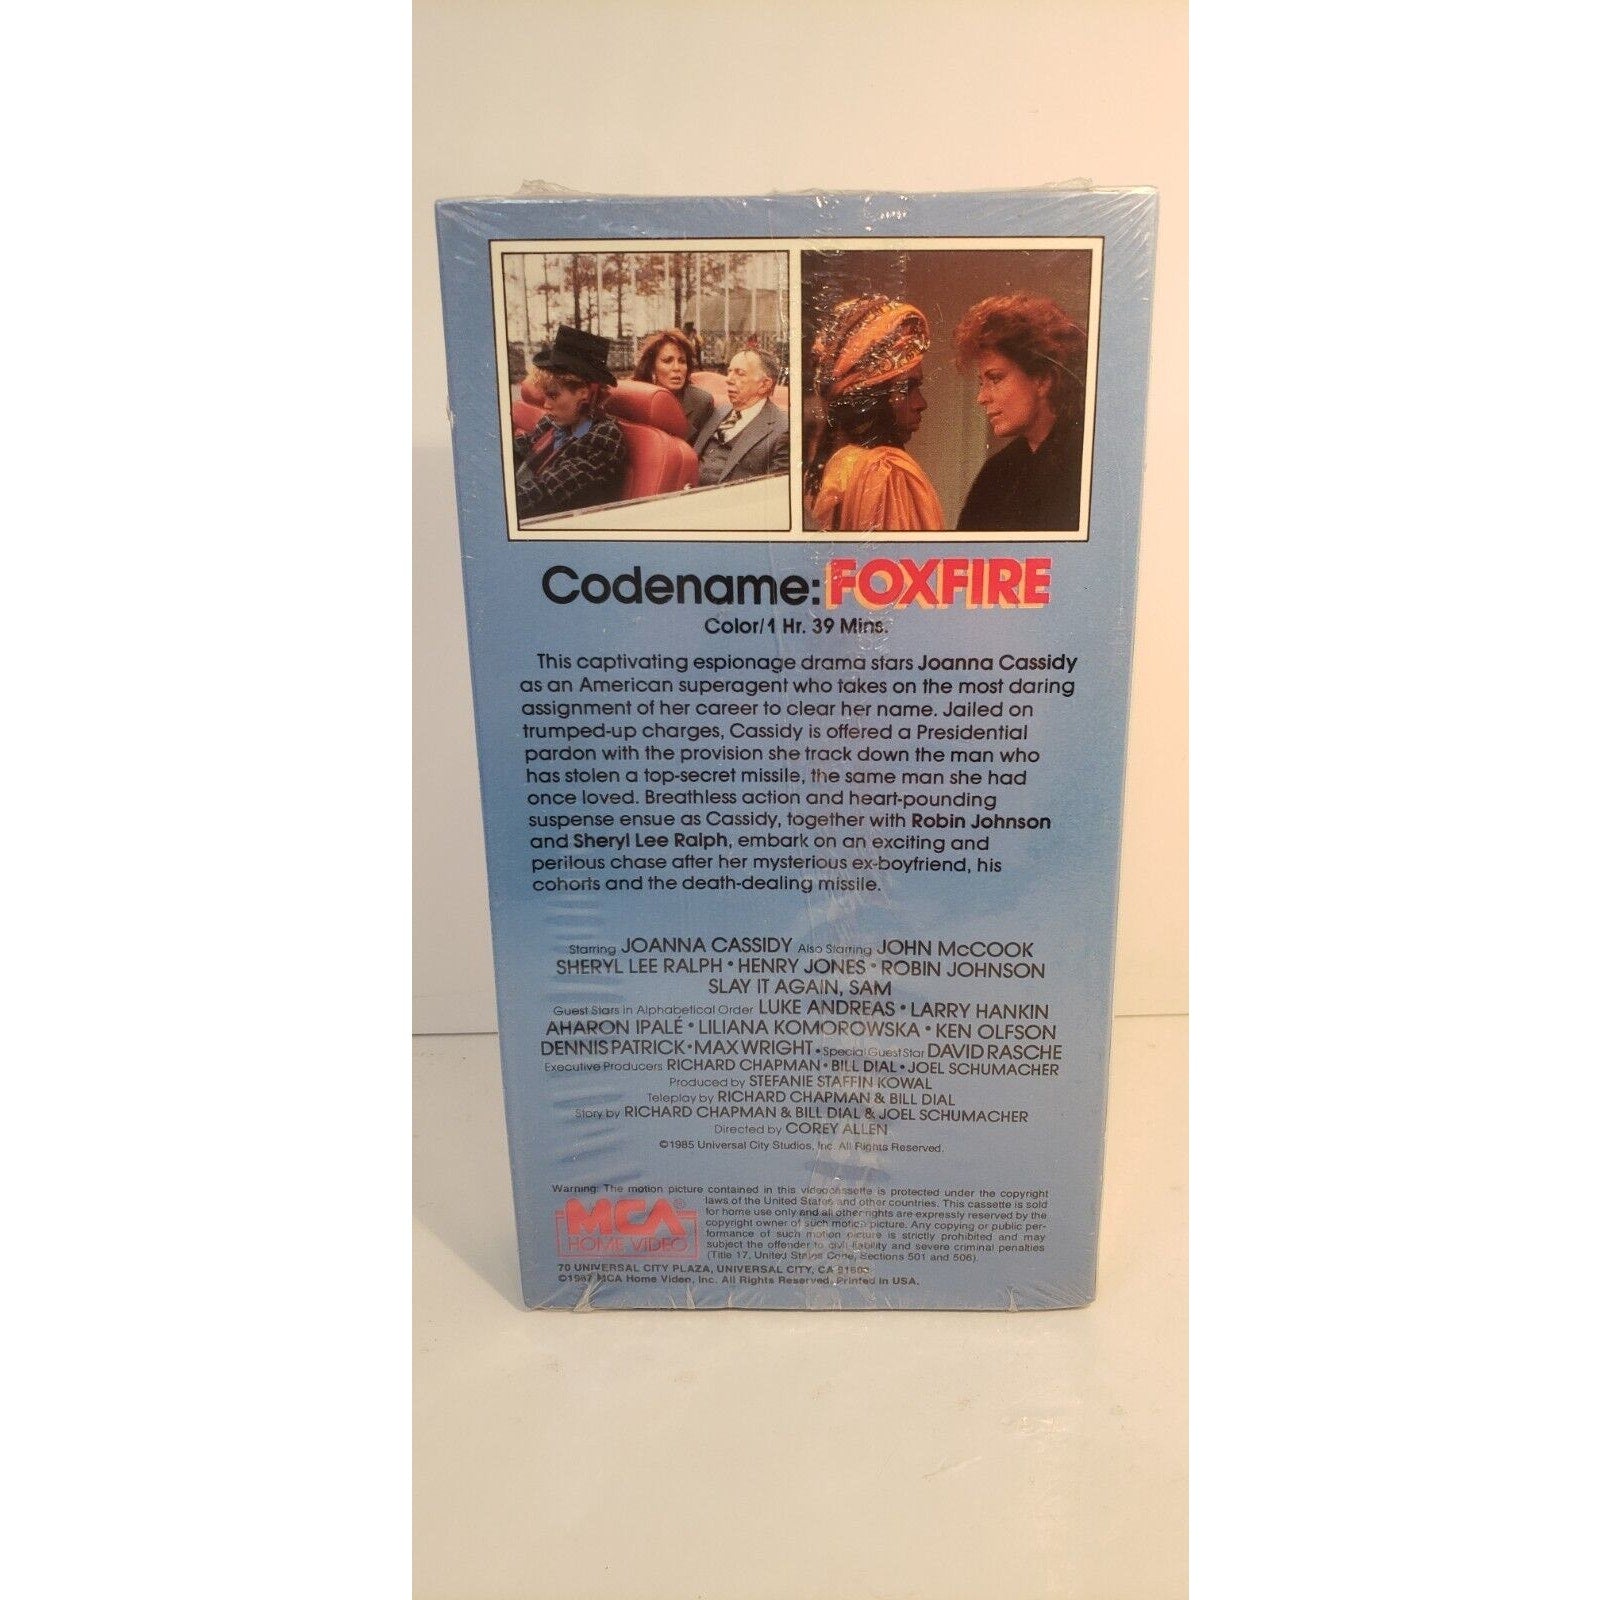 Codename: FOXFIRE
Color/1 Hr. 39 Mins.
This captivating espionage drama stars Joanna Cassidy
as an American superagent who takes on the most daring
assignment of her career to clear her name. Jailed on
trumped-up charges, Cassidy is offered a Presidential
pardon with the provision she track down the man who
has stolen a top-secret missile, the same man she had
once loved. Breathless action and heart-pounding
suspense ensue as Cassidy, together with Robin Johnson
and Sheryl Lee Ralph, embark on an exciting and
perilous chase after her mysterious ex-boyfriend, his
cohorts and the death-dealing missile.
Starring JOANNA CASSIDY Also Starring JOHN McCOOK
SHERYL LEE RALPH • HENRY JONES • ROBIN JOHNSON
SLAY IT AGAIN, SAM
Guest Stars in Alphabetical Order LUKE ANDREAS • LARRY HANKIN
AHARON IPALÉ • LILIANA KOMOROWSKA • KEN OLFSON
DENNIS PATRICK • MAX WRIGHT • Special Guest Star DAVID RASCHE
Executive Producers RICHARD CHAPMAN • BILL DIAL • JOEL SCHUMACHER
Produced by STEFANIE STAFFIN KOWAL
Teleplay by RICHARD CHAPMAN & BILL DIAL
Story by RICHARD CHAPMAN & BILL DIAL & JOEL SCHUMACHER
Directed by COREY ALLEN
©1985 Universal City Studios, Inc. All Rights Reserved.
Warning: The motion picture contained in this videocassette is protected under the copyright
laws of the United States and other countries. This cassette is sold
for home use only and all other rights are expressly reserved by the
copyright owner of such motion picture. Any copying or public per-
formance of such motion picture is strictly prohibited and may
subject the offender to civil liability and severe criminal penalties
(Title 17, United States Code, Sections 501 and 506).
MCA®
HOME VIDEO
70 UNIVERSAL CITY PLAZA, UNIVERSAL CITY, CA 91608
©1987 MCA Home Video, Inc. All Rights Reserved. Printed in USA.